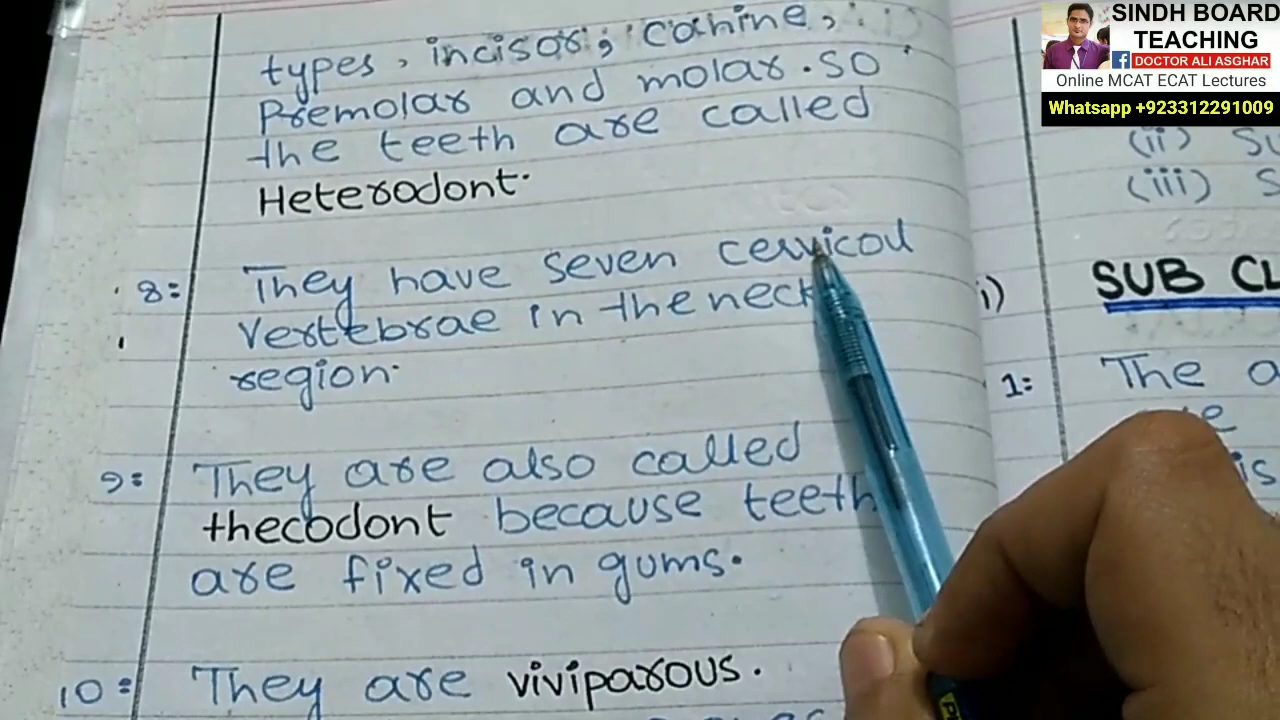 types, incisor, canine,
Premolar and molar. so
the teeth are called
Heterodont.
8: They have seven cervical
Vertebrae in the neck
region.
9: They are also called
thecodont because teeth
are fixed in gums.
10: They are viviparous.
(ii) Su
(iii) S
i) SUB CL
1: The a
is
SINDH BOARD
TEACHING
f DOCTOR ALI ASGHAR
Online MCAT ECAT Lectures
Whatsapp +923312291009